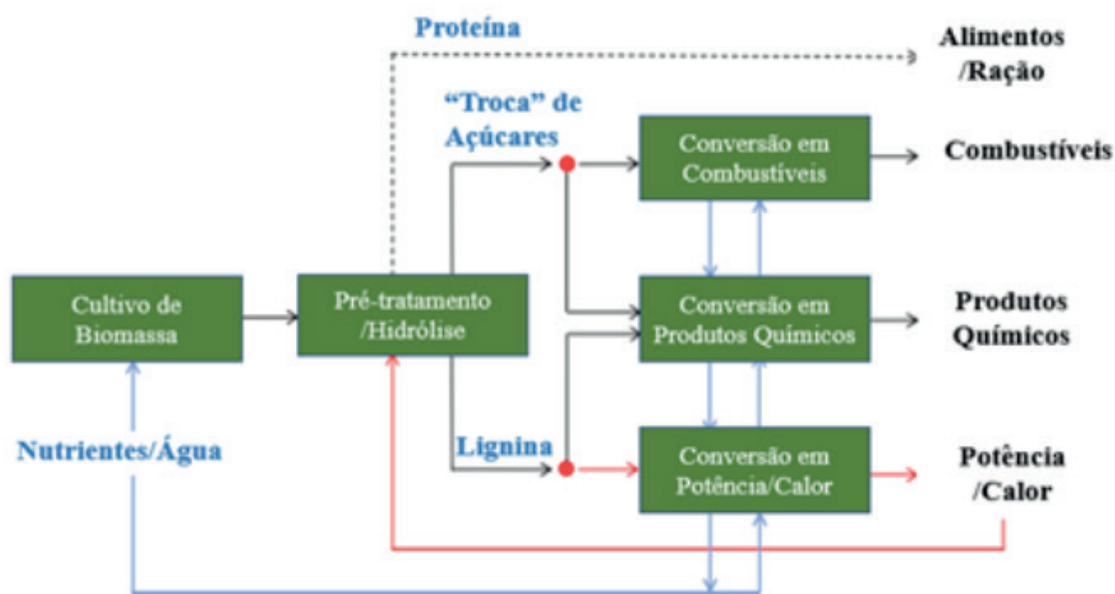 Proteína
Alimentos
/Ração
“Troca” de
Açúcares
Conversão em
Combustíveis
Combustíveis
Cultivo de
Biomassa
Pré-tratamento
/Hidrólise
Conversão em
Produtos Químicos
Produtos
Químicos
Nutrientes/Água
Lignina
Conversão em
Potência/Calor
Potência
/Calor